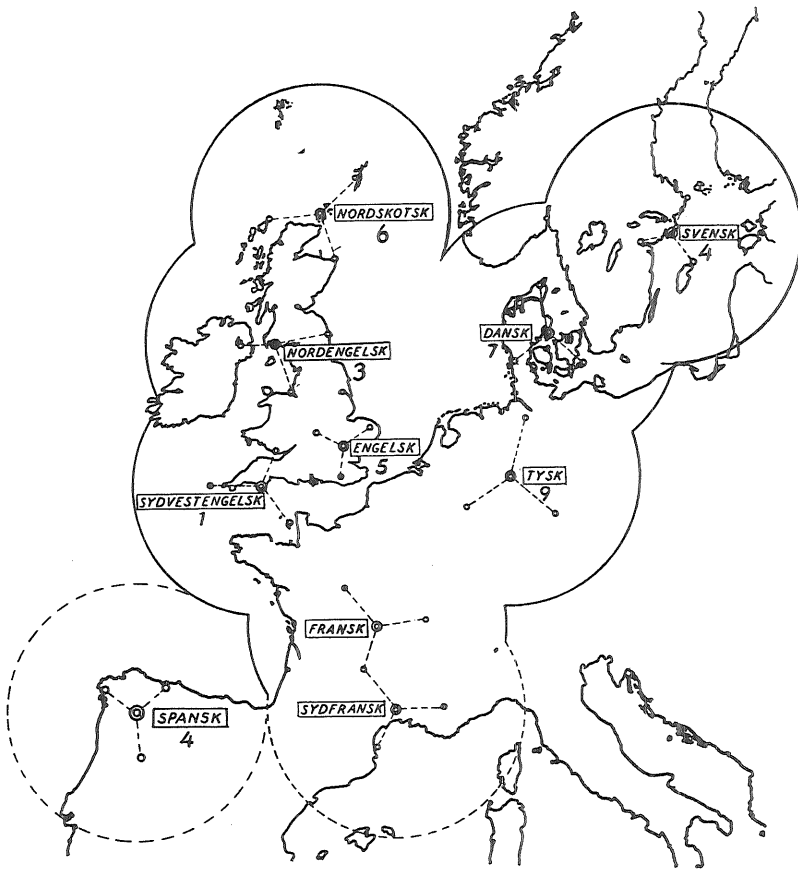 NORDSKOTSK
6
SVENSK
4
DANSK
7
NORDENGELSK
3
ENGELSK
5
TYSK
9
SYDVESTENGELSK
1
FRANSK
SYDFRANSK
SPANSK
4